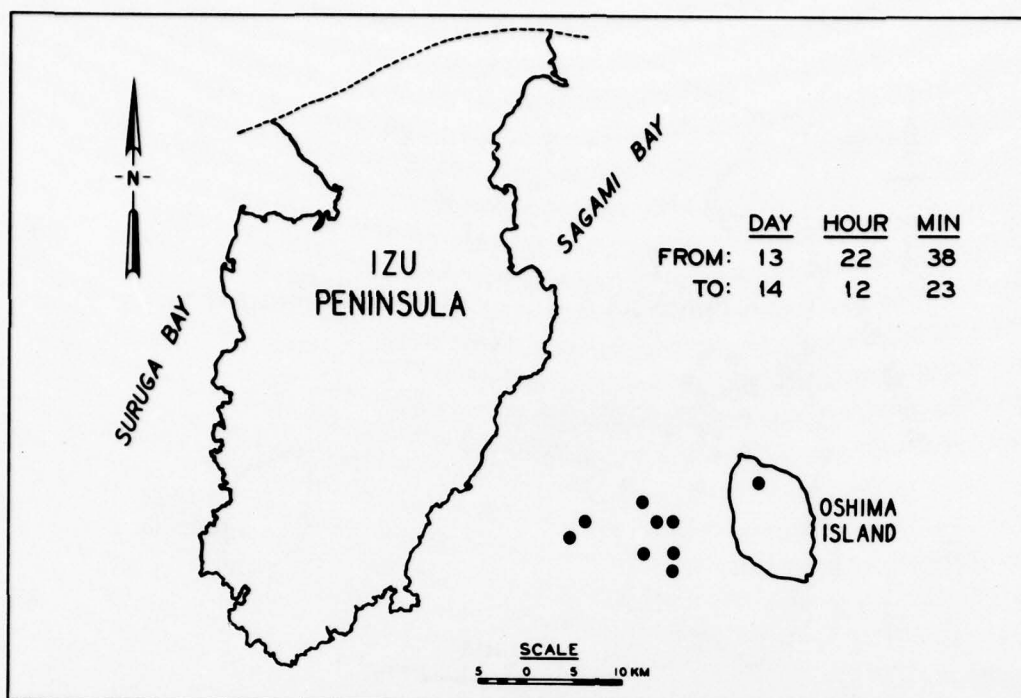 -N-
SURUGA BAY
IZU
PENINSULA
SAGAMI BAY
DAY HOUR MIN
FROM: 13 22 38
TO: 14 12 23
OSHIMA
ISLAND
SCALE
5 0 5 10 KM